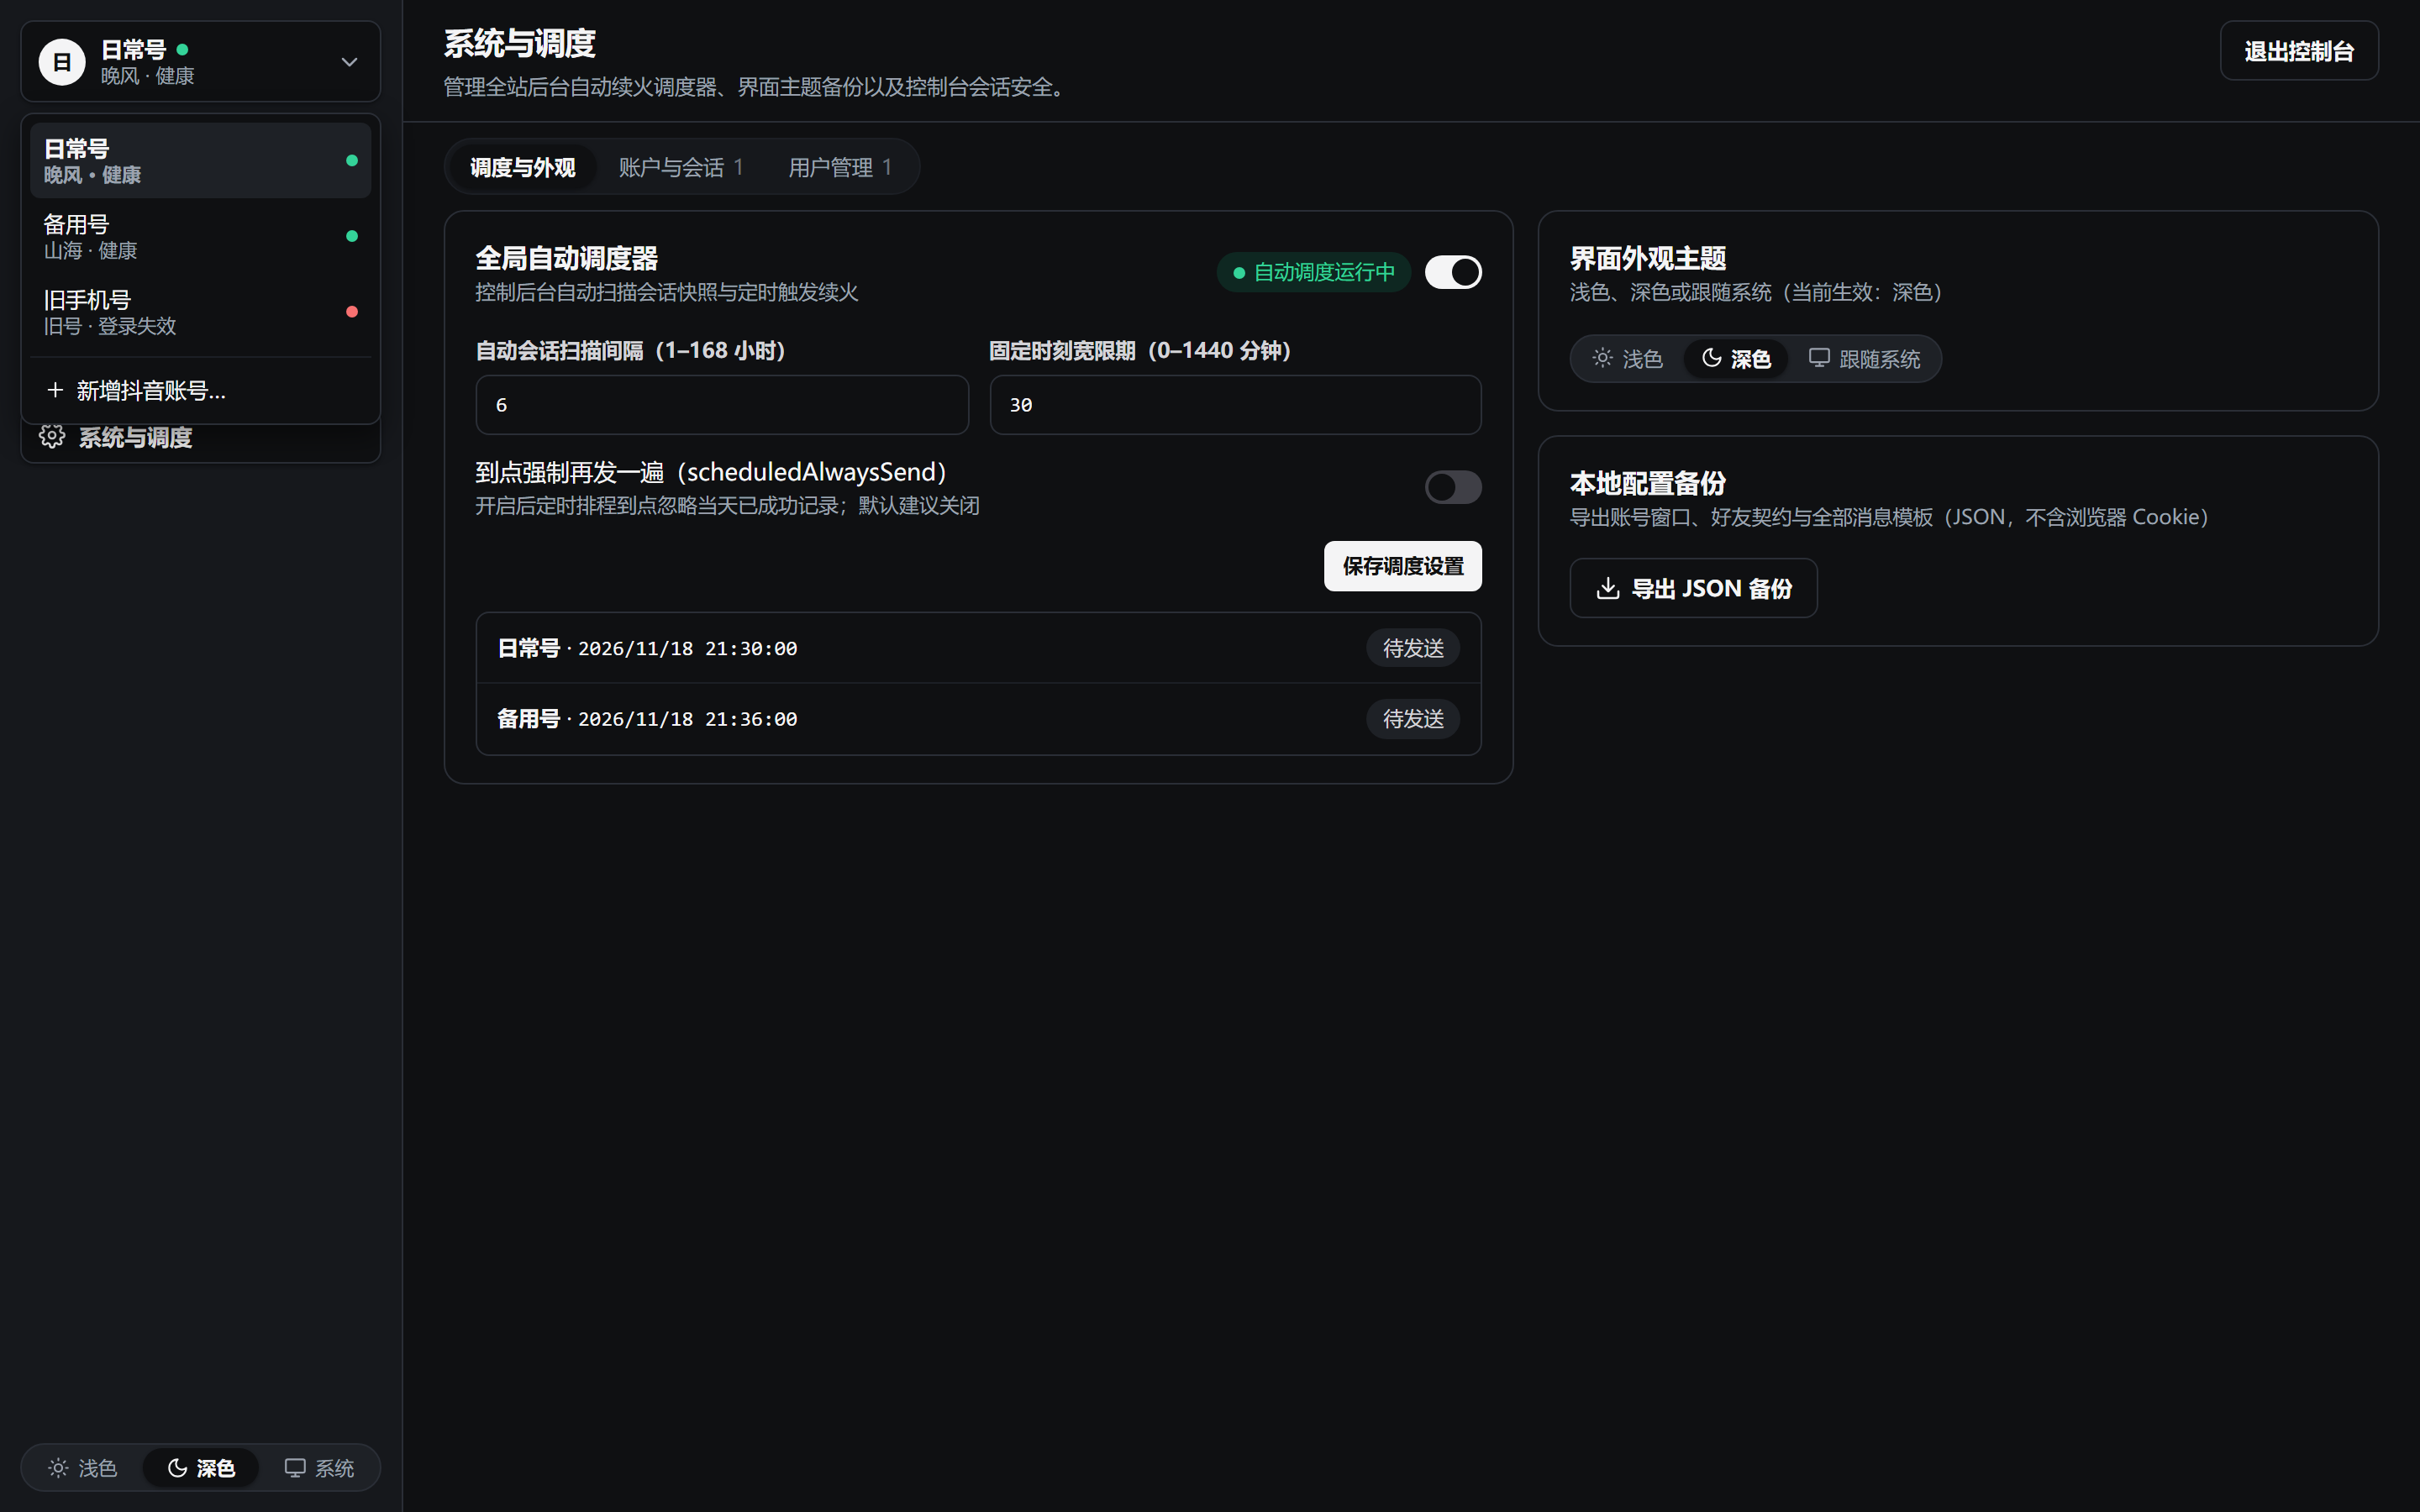 日
日常号
晚风 · 健康
日常号
晚风 • 健康
备用号
山海 · 健康
旧手机号
旧号 · 登录失效
+ 新增抖音账号...
系统与调度
浅色 深色 系统
系统与调度
管理全站后台自动续火调度器、界面主题备份以及控制台会话安全。
退出控制台
调度与外观 账户与会话 1 用户管理 1
全局自动调度器
控制后台自动扫描会话快照与定时触发续火
自动调度运行中
自动会话扫描间隔（1–168 小时）
6
固定时刻宽限期（0–1440 分钟）
30
到点强制再发一遍（scheduledAlwaysSend）
开启后定时排程到点忽略当天已成功记录；默认建议关闭
保存调度设置
日常号 · 2026/11/18 21:30:00 待发送
备用号 · 2026/11/18 21:36:00 待发送
界面外观主题
浅色、深色或跟随系统（当前生效：深色）
浅色 深色 跟随系统
本地配置备份
导出账号窗口、好友契约与全部消息模板（JSON，不含浏览器 Cookie）
导出 JSON 备份